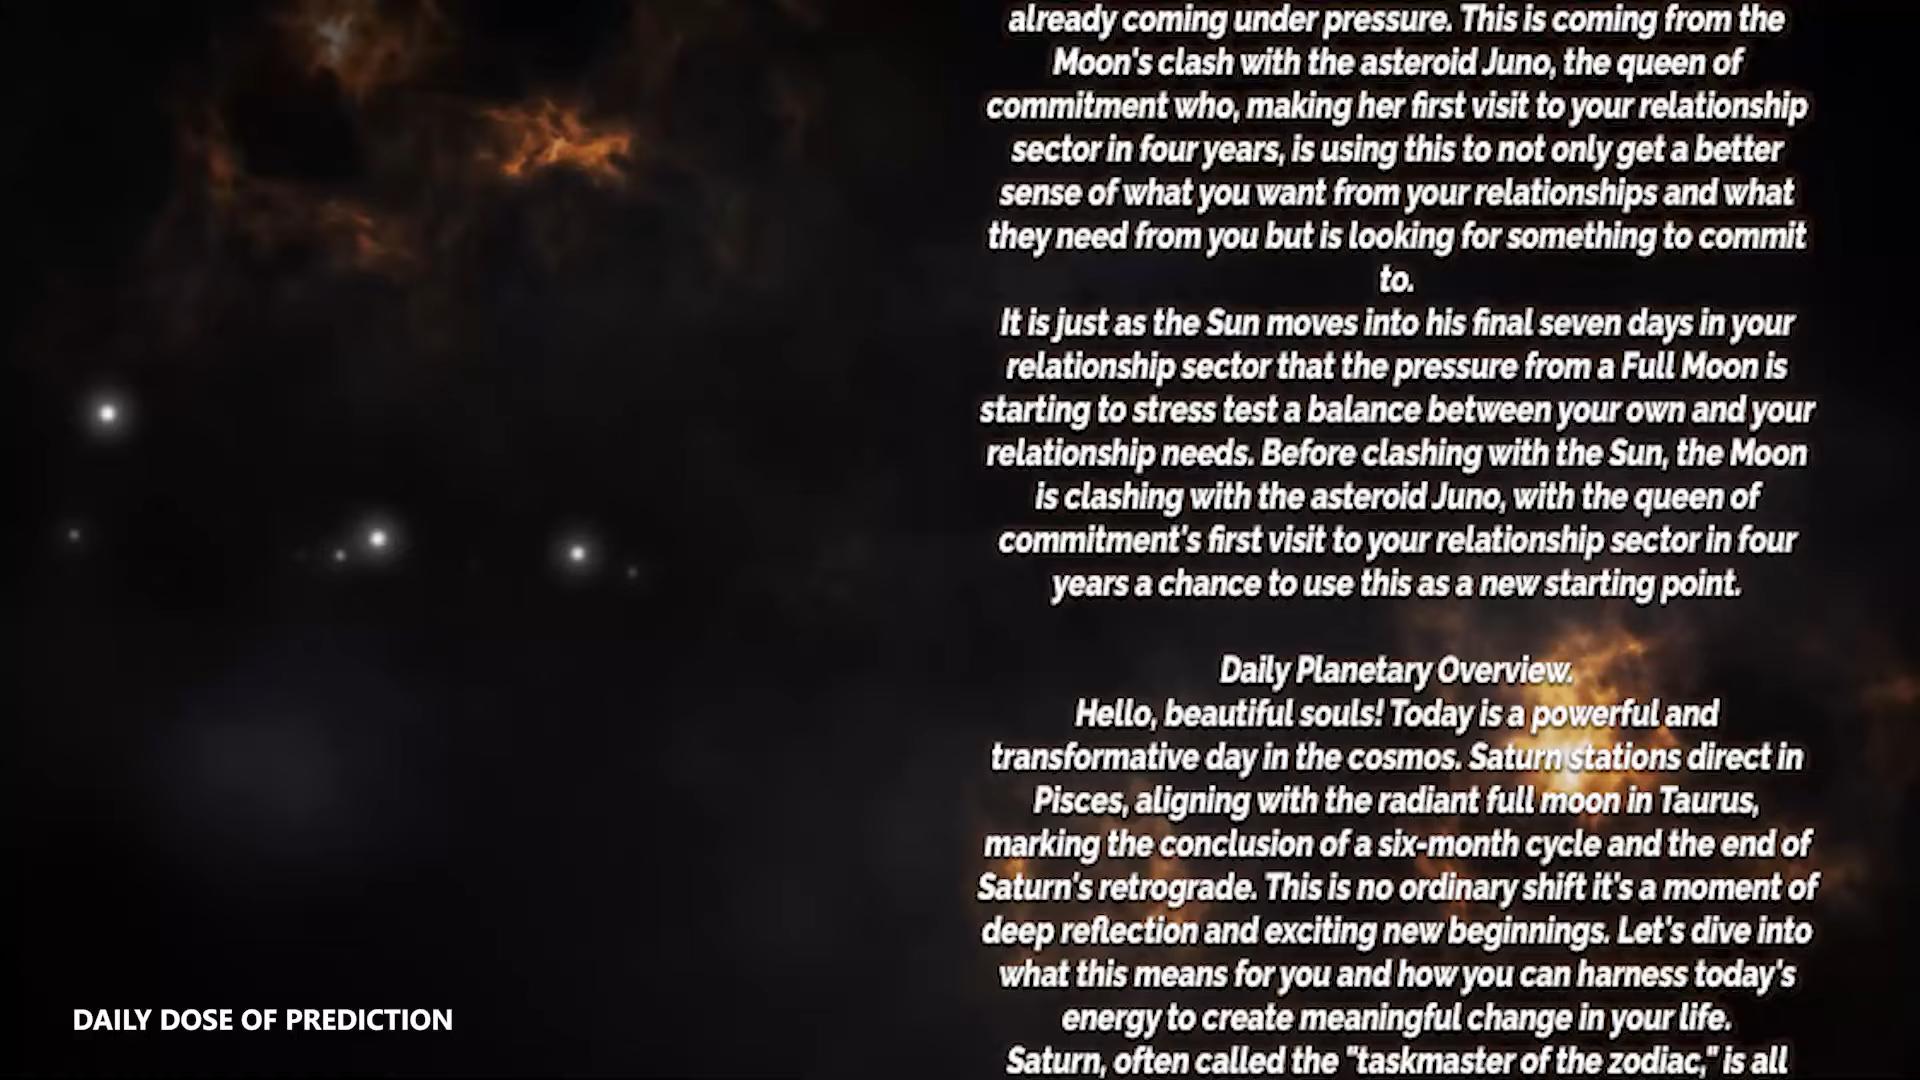 already coming under pressure. This is coming from the
Moon's clash with the asteroid Juno, the queen of
commitment who, making her first visit to your relationship
sector in four years, is using this to not only get a better
sense of what you want from your relationships and what
they need from you but is looking for something to commit
to.
It is just as the Sun moves into his final seven days in your
relationship sector that the pressure from a Full Moon is
starting to stress test a balance between your own and your
relationship needs. Before clashing with the Sun, the Moon
is clashing with the asteroid Juno, with the queen of
commitment's first visit to your relationship sector in four
years a chance to use this as a new starting point.
Daily Planetary Overview.
Hello, beautiful souls! Today is a powerful and
transformative day in the cosmos. Saturn stations direct in
Pisces, aligning with the radiant full moon in Taurus,
marking the conclusion of a six-month cycle and the end of
Saturn's retrograde. This is no ordinary shift it's a moment of
deep reflection and exciting new beginnings. Let's dive into
what this means for you and how you can harness today's
energy to create meaningful change in your life.
Saturn, often called the "taskmaster of the zodiac," is all
DAILY DOSE OF PREDICTION